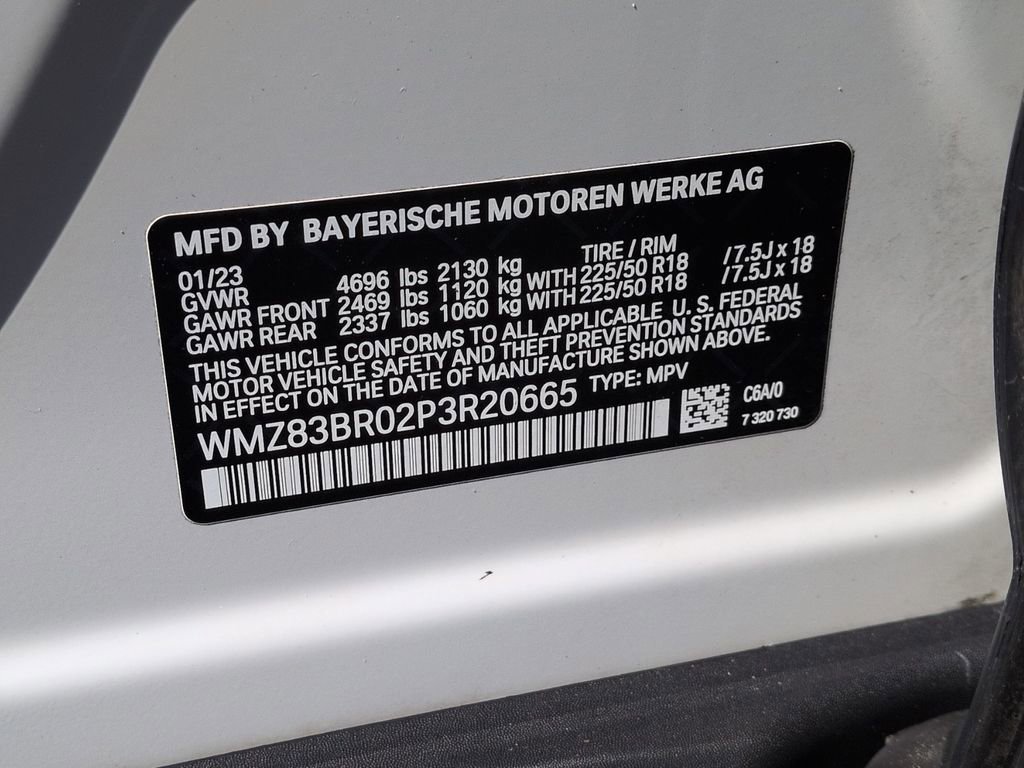 MFD BY BAYERISCHE MOTOREN WERKE AG
01/23 TIRE / RIM
GVWR 4696 lbs 2130 kg
GAWR FRONT 2469 lbs 1120 kg WITH 225/50 R18 /7.5J x 18
GAWR REAR 2337 lbs 1060 kg WITH 225/50 R18 /7.5J x 18
THIS VEHICLE CONFORMS TO ALL APPLICABLE U. S. FEDERAL
MOTOR VEHICLE SAFETY AND THEFT PREVENTION STANDARDS
IN EFFECT ON THE DATE OF MANUFACTURE SHOWN ABOVE.
WMZ83BR02P3R20665 TYPE: MPV
C6A/0
7 320 730